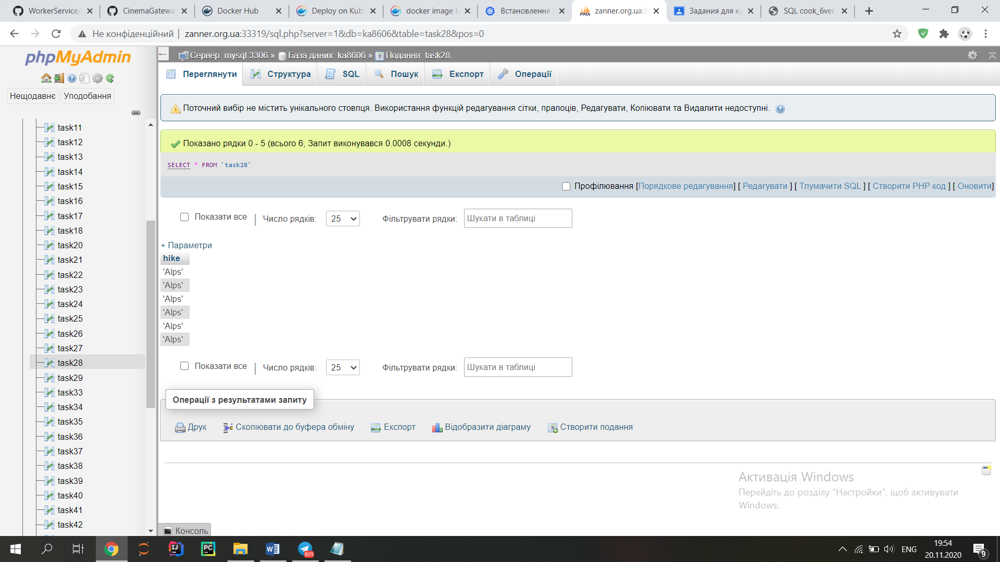 WorkerService/
CinemaGatewa
Docker Hub
Deploy on Kub
docker image b
Встановлення
zanner.org.ua:3
Задания для ку
SQL cook_6ver
Не конфіденційний | zanner.org.ua:33319/sql.php?server=1&db=ka8606&table=task28&pos=0
phpMyAdmin
Нещодавнє
Уподобання
task11
task12
task13
task14
task15
task16
task17
task18
task20
task21
task22
task23
task24
task25
task26
task27
task28
task29
task33
task34
task35
task36
task37
task38
task39
task40
task41
task42
Сервер: mysql:3306 » База даних: ka8606 » Подання: task28
Переглянути
Структура
SQL
Пошук
Експорт
Операції
Поточний вибір не містить унікального стовпця. Використання функцій редагування сітки, прапоців, Редагувати, Копіювати та Видалити недоступні.
Показано рядки 0 - 5 (всього 6, Запит виконувався 0.0008 секунди.)
SELECT * FROM `task28`
Профілювання [Порядкове редагування] [ Редагувати ] [ Тлумачити SQL ] [ Створити PHP код ] [ Оновити]
Показати все | Число рядків: 25 Фільтрувати рядки: Шукати в таблиці
+ Параметри
hike
'Alps'
'Alps'
'Alps'
'Alps'
'Alps'
'Alps'
Показати все | Число рядків: 25 Фільтрувати рядки: Шукати в таблиці
Операції з результатами запиту
Друк
Скопіювати до буфера обміну
Експорт
Відобразити діаграму
Створити подання
Активація Windows
Перейдіть до розділу "Настройки", щоб активувати
Windows.
Консоль
809
ENG
19:54
20.11.2020
9